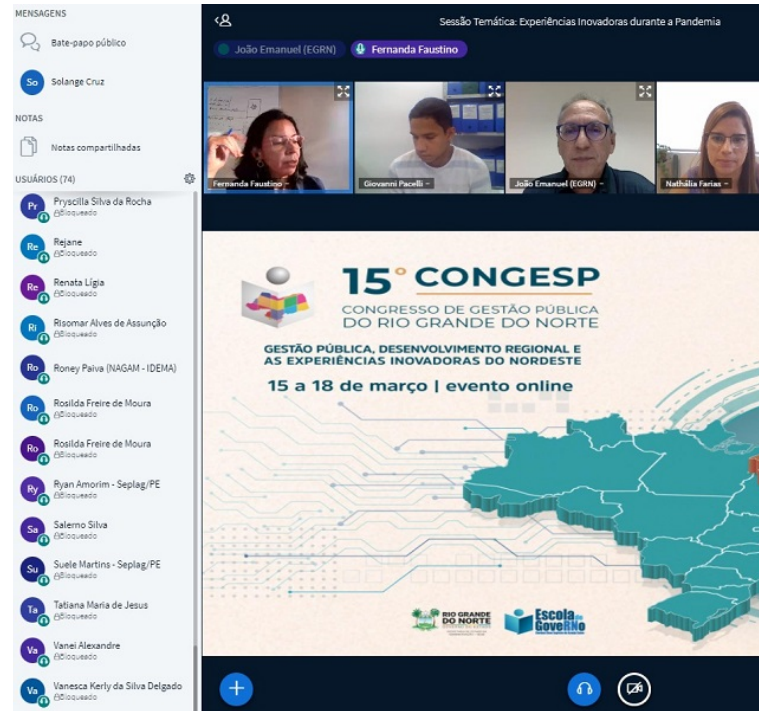 MENSAGENS
Bate-papo público
So
Solange Cruz
NOTAS
Notas compartilhadas
USUÁRIOS (74)
Pr
Pryscilla Silva da Rocha
Bloqueado
Re
Rejane
Bloqueado
Re
Renata Lígia
Bloqueado
Ri
Risomar Alves de Assunção
Bloqueado
Ro
Roney Paiva (NAGAM - IDEMA)
Ro
Rosilda Freire de Moura
Bloqueado
Ro
Rosilda Freire de Moura
Bloqueado
Ry
Ryan Amorim - Seplag/PE
Bloqueado
Sa
Salerno Silva
Bloqueado
Su
Suele Martins - Seplag/PE
Bloqueado
Ta
Tatiana Maria de Jesus
Bloqueado
Va
Vanei Alexandre
Bloqueado
Va
Vanesca Kerly da Silva Delgado
Bloqueado
Sessão Temática: Experiências Inovadoras durante a Pandemia
João Emanuel (EGRN)
Fernanda Faustino
Fernanda Faustino
Giovanni Pacelli
João Emanuel (EGRN)
Nathália Farias
15° CONGESP
CONGRESSO DE GESTÃO PÚBLICA
DO RIO GRANDE DO NORTE
GESTÃO PÚBLICA, DESENVOLVIMENTO REGIONAL E
AS EXPERIÊNCIAS INOVADORAS DO NORDESTE
15 a 18 de março | evento online
RIO GRANDE
DO NORTE
Escola de
GoveRNo